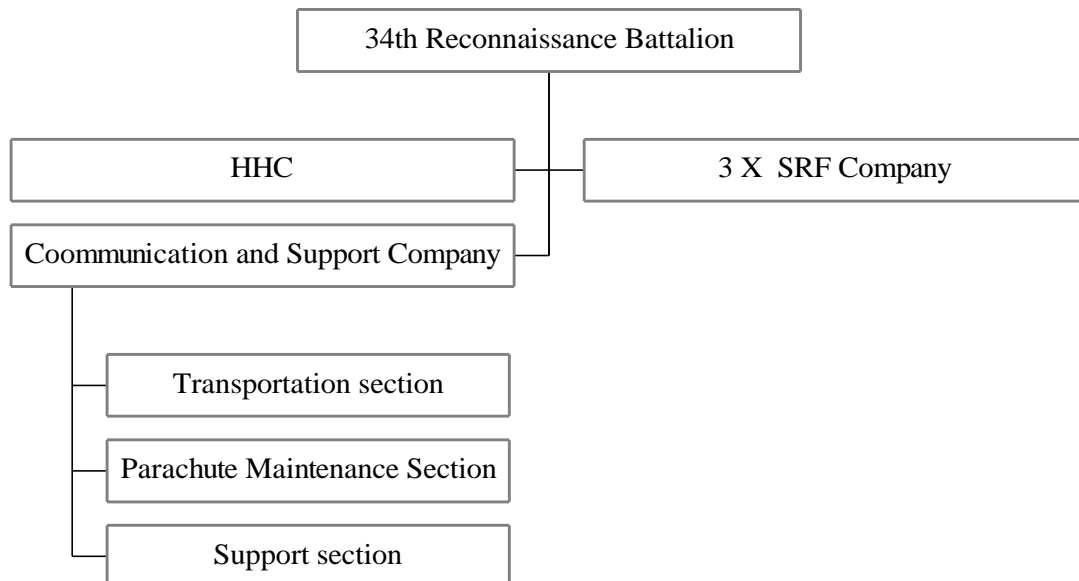 34th Reconnaissance Battalion
HHC
3 X SRF Company
Coommunication and Support Company
Transportation section
Parachute Maintenance Section
Support section